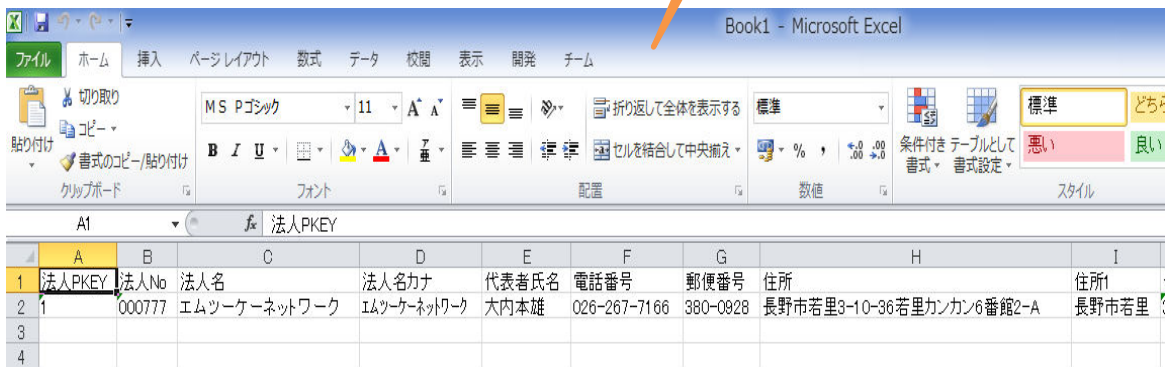 Book1 - Microsoft Excel
ファイル ホーム 挿入 ページ レイアウト 数式 データ 校閲 表示 開発 チーム
切り取り
コピー
書式のコピー/貼り付け
貼り付け
クリップボード
MS Pゴシック 11
B I U
フォント
折り返して全体を表示する
セルを結合して中央揃え
配置
標準
% ,
数値
条件付き書式
テーブルとして書式設定
標準 どち
悪い 良い
スタイル
A1 fx 法人PKEY
A B C D E F G H I
1 法人PKEY 法人No 法人名 法人名カナ 代表者氏名 電話番号 郵便番号 住所 住所1
2 1 000777 エムツーケーネットワーク ｴﾑﾂｰｹｰﾈｯﾄﾜｰｸ 大内本雄 026-267-7166 380-0928 長野市若里3-10-36若里カンカン6番館2-A 長野市若里
3
4